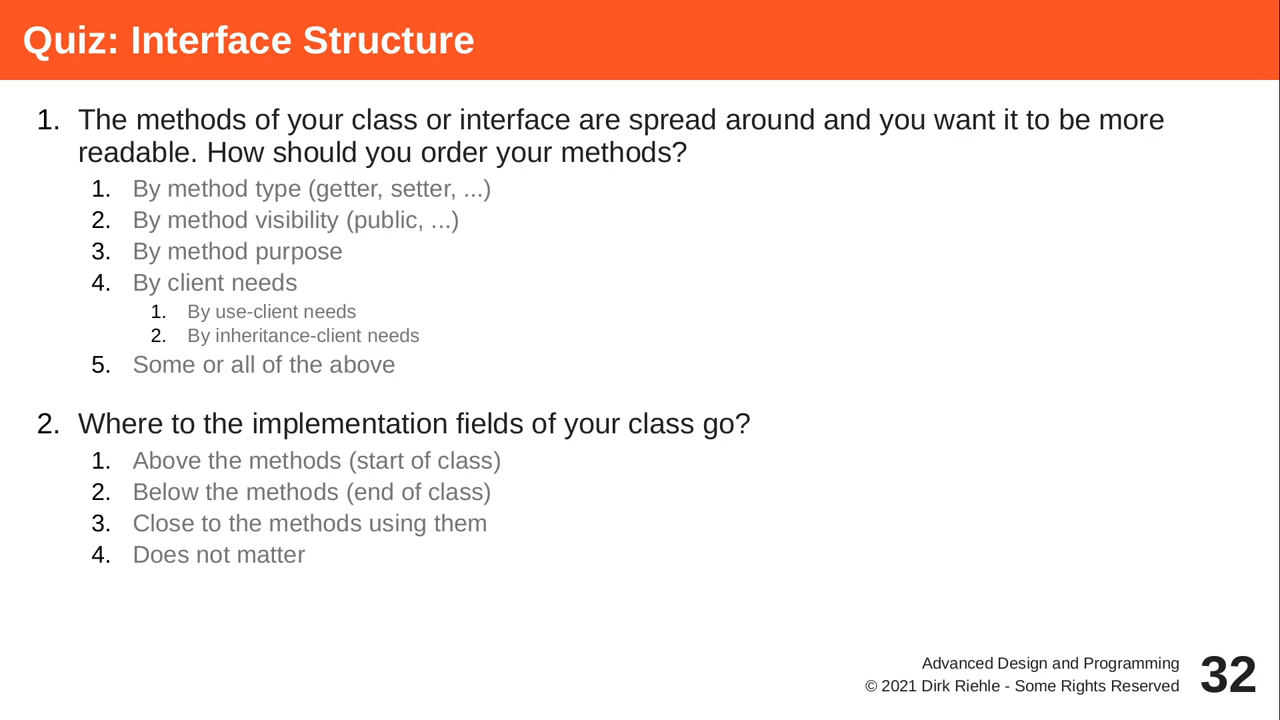 Quiz: Interface Structure
1. The methods of your class or interface are spread around and you want it to be more
readable. How should you order your methods?
1. By method type (getter, setter, ...)
2. By method visibility (public, ...)
3. By method purpose
4. By client needs
1. By use-client needs
2. By inheritance-client needs
5. Some or all of the above
2. Where to the implementation fields of your class go?
1. Above the methods (start of class)
2. Below the methods (end of class)
3. Close to the methods using them
4. Does not matter
Advanced Design and Programming
© 2021 Dirk Riehle - Some Rights Reserved
32